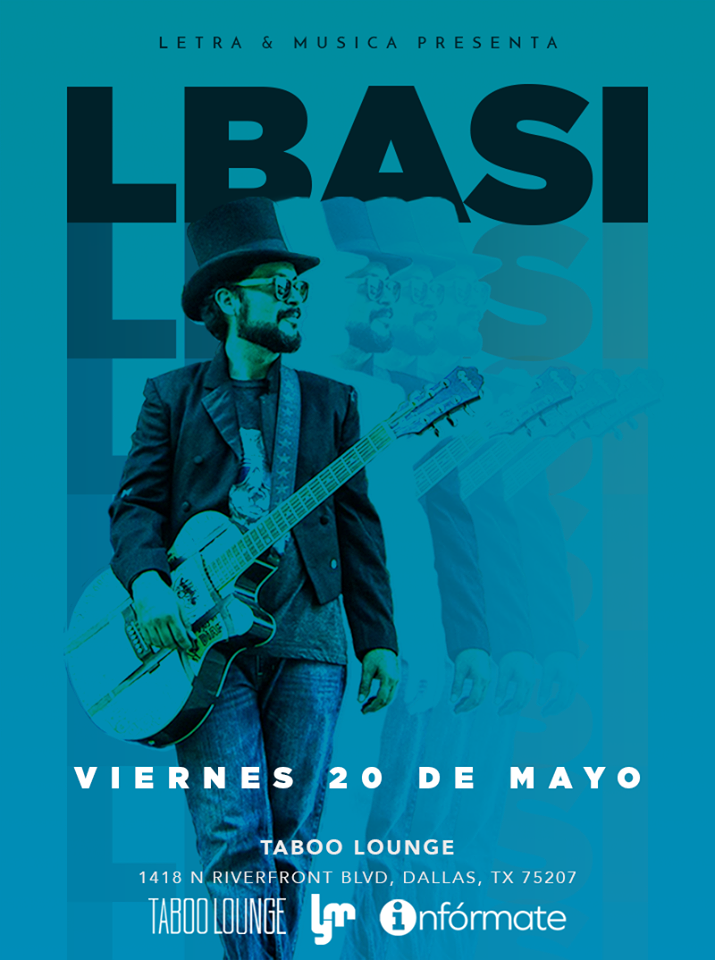 LETRA & MUSICA PRESENTA
LBASI
VIERNES 20 DE MAYO
TABOO LOUNGE
1418 N RIVERFRONT BLVD, DALLAS, TX 75207
TABOO LOUNGE lym infórmate